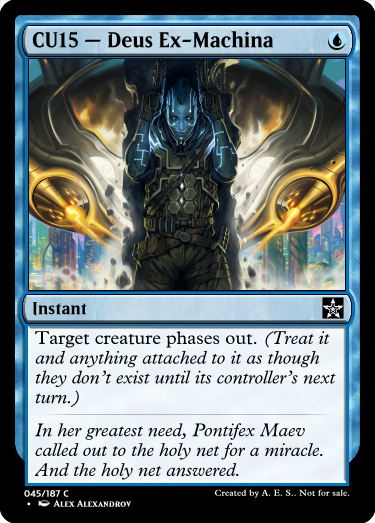 CU15 — Deus Ex-Machina
Instant
Target creature phases out. (Treat it
and anything attached to it as though
they don't exist until its controller's next
turn.)
In her greatest need, Pontifex Maev
called out to the holy net for a miracle.
And the holy net answered.
045/187 C
Created by A. E. S.. Not for sale.
• Alex Alexandrov